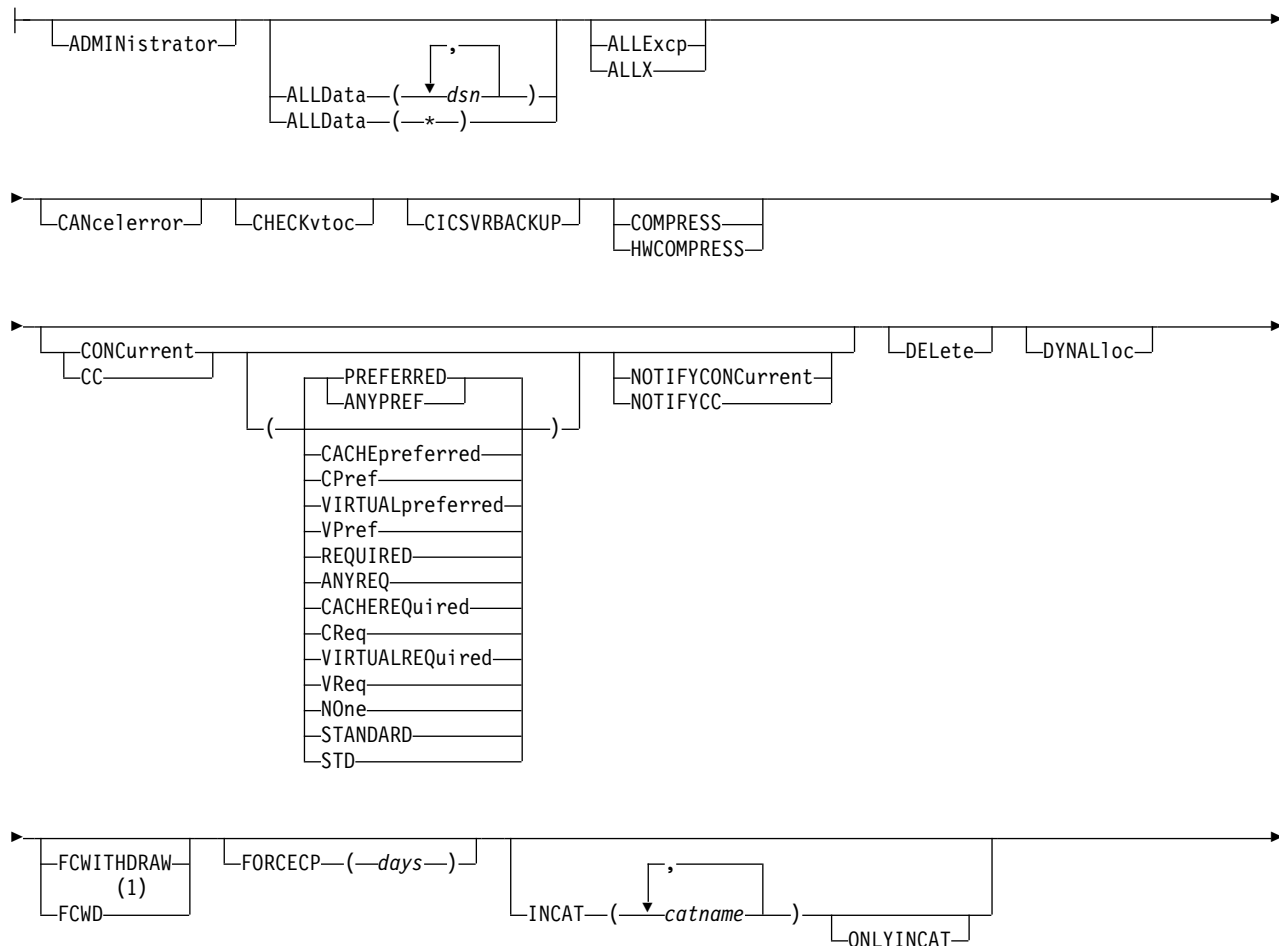 ADMINistrator
ALLData ( dsn , )
ALLData ( * )
ALLExcp
ALLX
CANcelerror
CHECKvtoc
CICSVRBACKUP
COMPRESS
HWCOMPRESS
CONCurrent
CC
(
PREFERRED
ANYPREF
CACHEpreferred
CPref
VIRTUALpreferred
VPref
REQUIRED
ANYREQ
CACHEREQuired
CReq
VIRTUALREQuired
VReq
NOne
STANDARD
STD
)
NOTIFYCONCurrent
NOTIFYCC
DELete
DYNALloc
FCWITHDRAW
(1)
FCWD
FORCECP ( days )
INCAT ( catname , )
ONLYINCAT